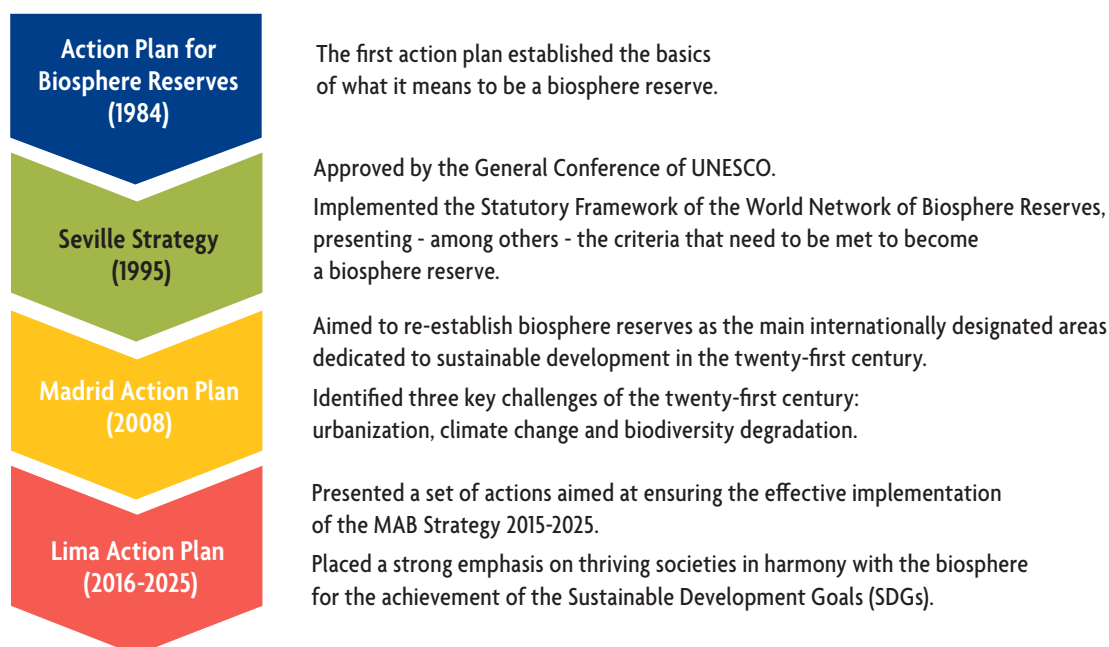 Action Plan for
Biosphere Reserves
(1984)
The first action plan established the basics
of what it means to be a biosphere reserve.
Seville Strategy
(1995)
Approved by the General Conference of UNESCO.
Implemented the Statutory Framework of the World Network of Biosphere Reserves,
presenting - among others - the criteria that need to be met to become
a biosphere reserve.
Madrid Action Plan
(2008)
Aimed to re-establish biosphere reserves as the main internationally designated areas
dedicated to sustainable development in the twenty-first century.
Identified three key challenges of the twenty-first century:
urbanization, climate change and biodiversity degradation.
Lima Action Plan
(2016-2025)
Presented a set of actions aimed at ensuring the effective implementation
of the MAB Strategy 2015-2025.
Placed a strong emphasis on thriving societies in harmony with the biosphere
for the achievement of the Sustainable Development Goals (SDGs).